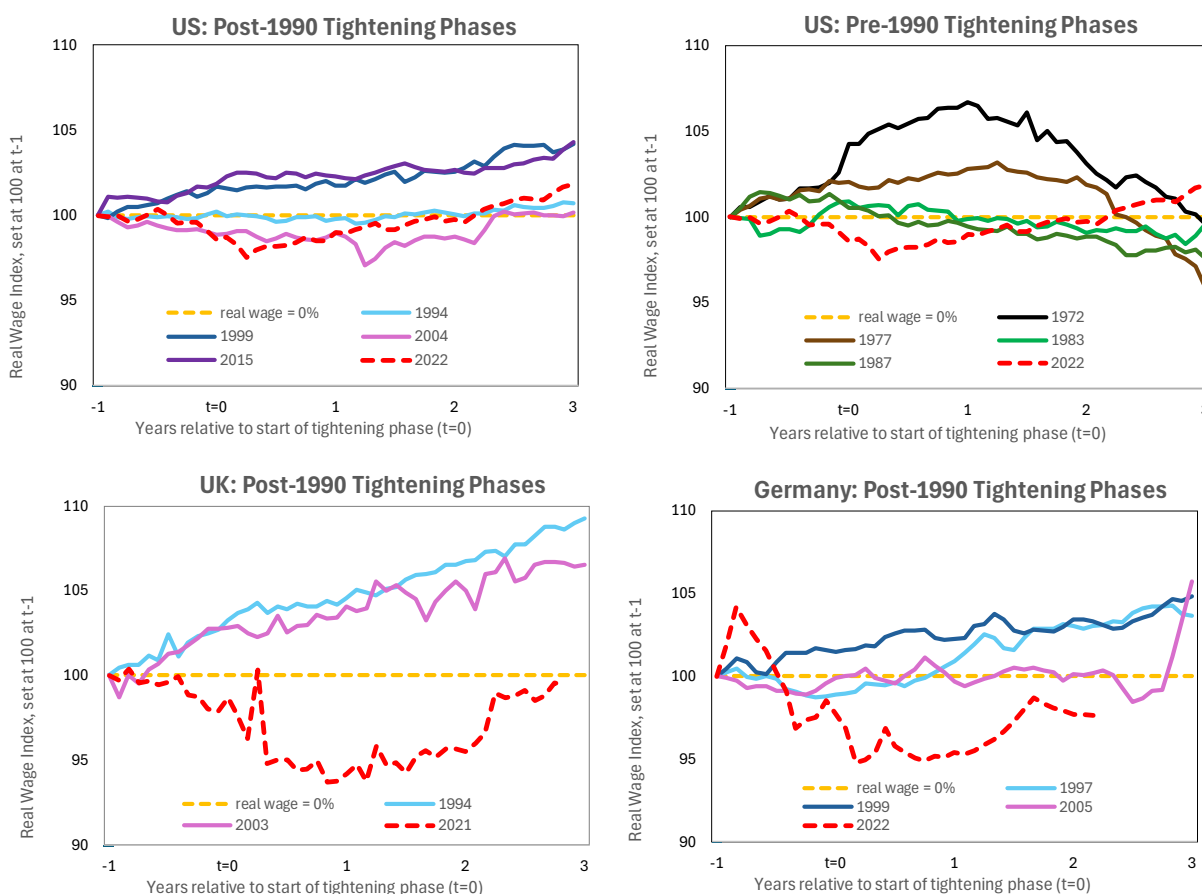 US: Post-1990 Tightening Phases
Real Wage Index, set at 100 at t-1
110
105
100
95
90
real wage = 0%
1994
1999
2004
2015
2022
-1
t=0
1
2
3
Years relative to start of tightening phase (t=0)
US: Pre-1990 Tightening Phases
Real Wage Index, set at 100 at t-1
110
105
100
95
90
real wage = 0%
1972
1977
1983
1987
2022
-1
t=0
1
2
Years relative to start of tightening phase (t=0)
UK: Post-1990 Tightening Phases
Real Wage Index, set at 100 at t-1
110
105
100
95
90
real wage = 0%
1994
2003
2021
-1
t=0
1
2
3
Years relative to start of tightening phase (t=0)
Germany: Post-1990 Tightening Phases
Real Wage Index, set at 100 at t-1
110
105
100
95
90
real wage = 0%
1997
1999
2005
2022
-1
t=0
1
2
3
Years relative to start of tightening phase (t=0)